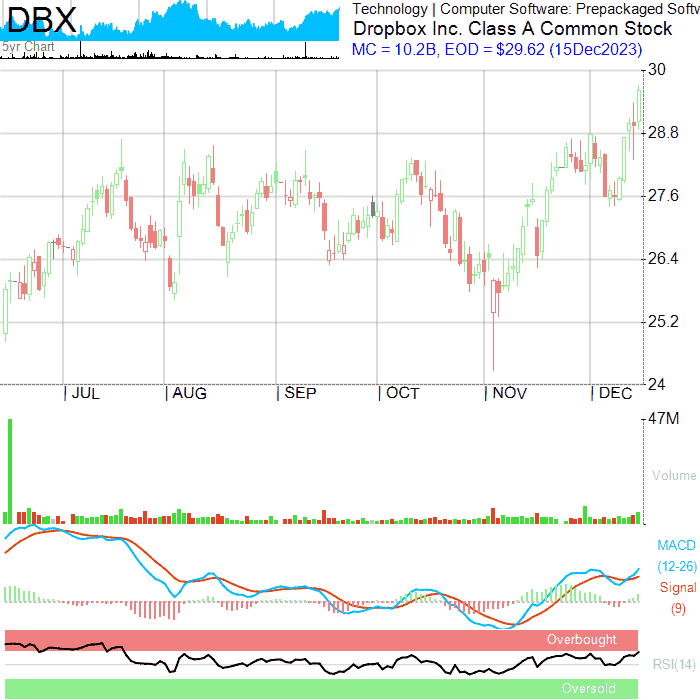 DBX
5yr Chart
Technology | Computer Software: Prepackaged Softw
Dropbox Inc. Class A Common Stock
MC = 10.2B, EOD = $29.62 (15Dec2023)
30
28.8
27.6
26.4
25.2
24
| JUL | AUG | SEP | OCT | NOV | DEC
47M
Volume
MACD
(12-26)
Signal
(9)
Overbought
RSI(14)
Oversold